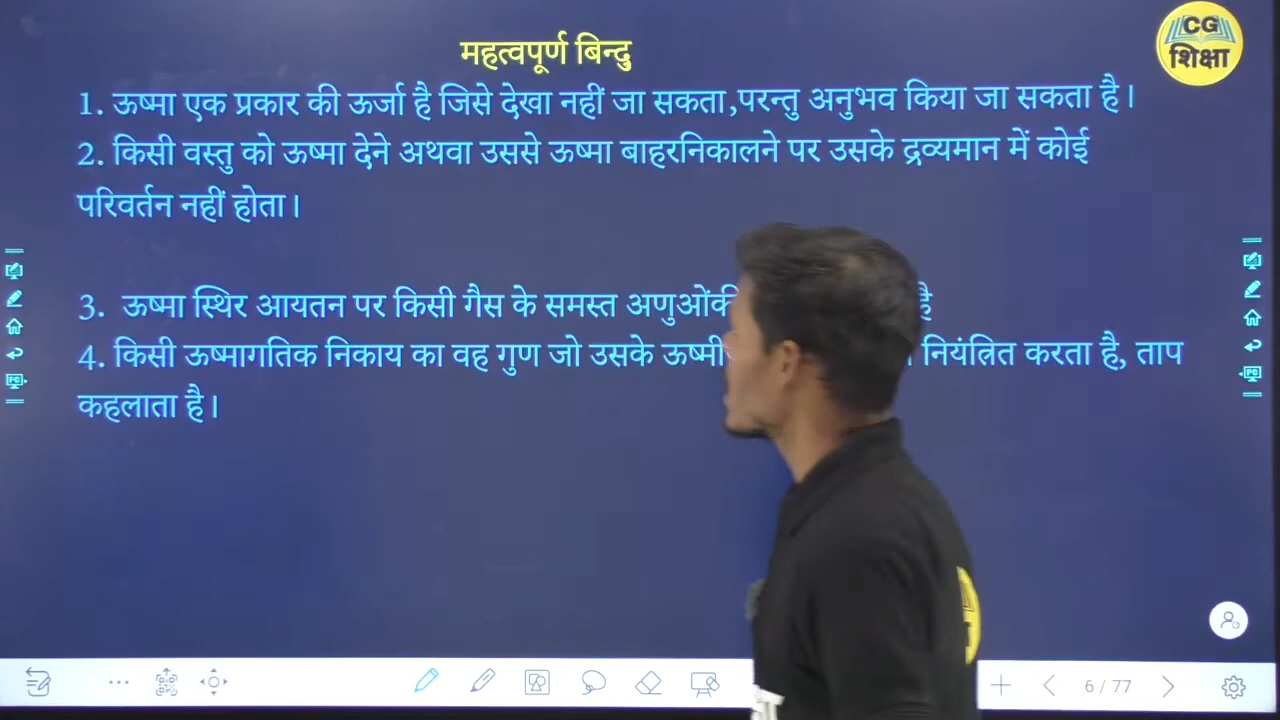 महत्वपूर्ण बिन्दु
CG
शिक्षा
1. ऊष्मा एक प्रकार की ऊर्जा है जिसे देखा नहीं जा सकता,परन्तु अनुभव किया जा सकता है।
2. किसी वस्तु को ऊष्मा देने अथवा उससे ऊष्मा बाहरनिकालने पर उसके द्रव्यमान में कोई
परिवर्तन नहीं होता।
3. ऊष्मा स्थिर आयतन पर किसी गैस के समस्त अणुओंकी है
4. किसी ऊष्मागतिक निकाय का वह गुण जो उसके नियंत्रित करता है, ताप
कहलाता है।
6 / 77